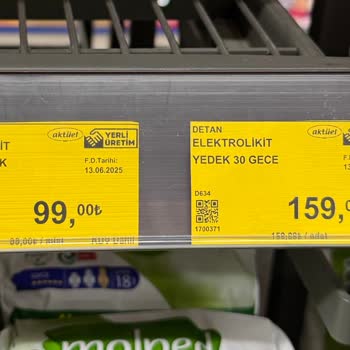 aktüel
YERLİ
ÜRETİM
İT
K
F.D.Tarihi:
13.06.2025
99,00₺
DETAN
aktüel
ELEKTROLİKİT
YEDEK 30 GECE
D634
1700371
159,
18
molped